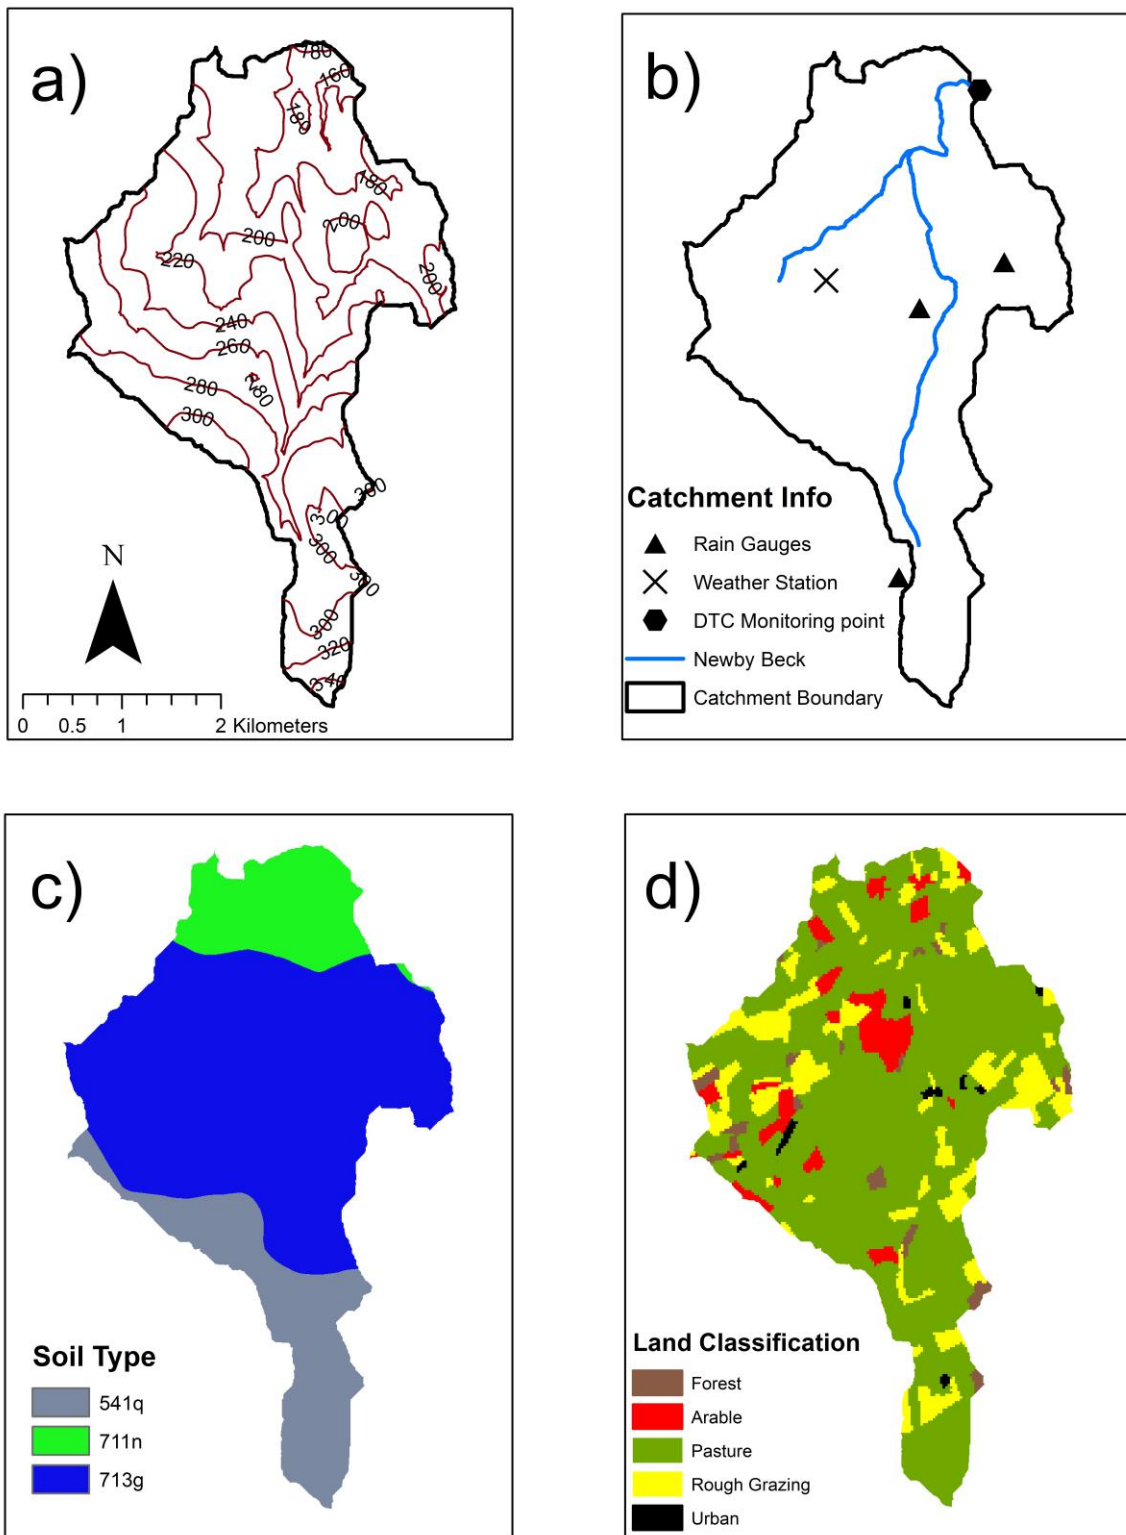 a)
180
160
180
180
200
200
220
200
240
260
280
280
300
300
300
300
300
300
320
340
N
0 0.5 1 2 Kilometers
b)
Catchment Info
Rain Gauges
Weather Station
DTC Monitoring point
Newby Beck
Catchment Boundary
c)
Soil Type
541q
711n
713g
d)
Land Classification
Forest
Arable
Pasture
Rough Grazing
Urban